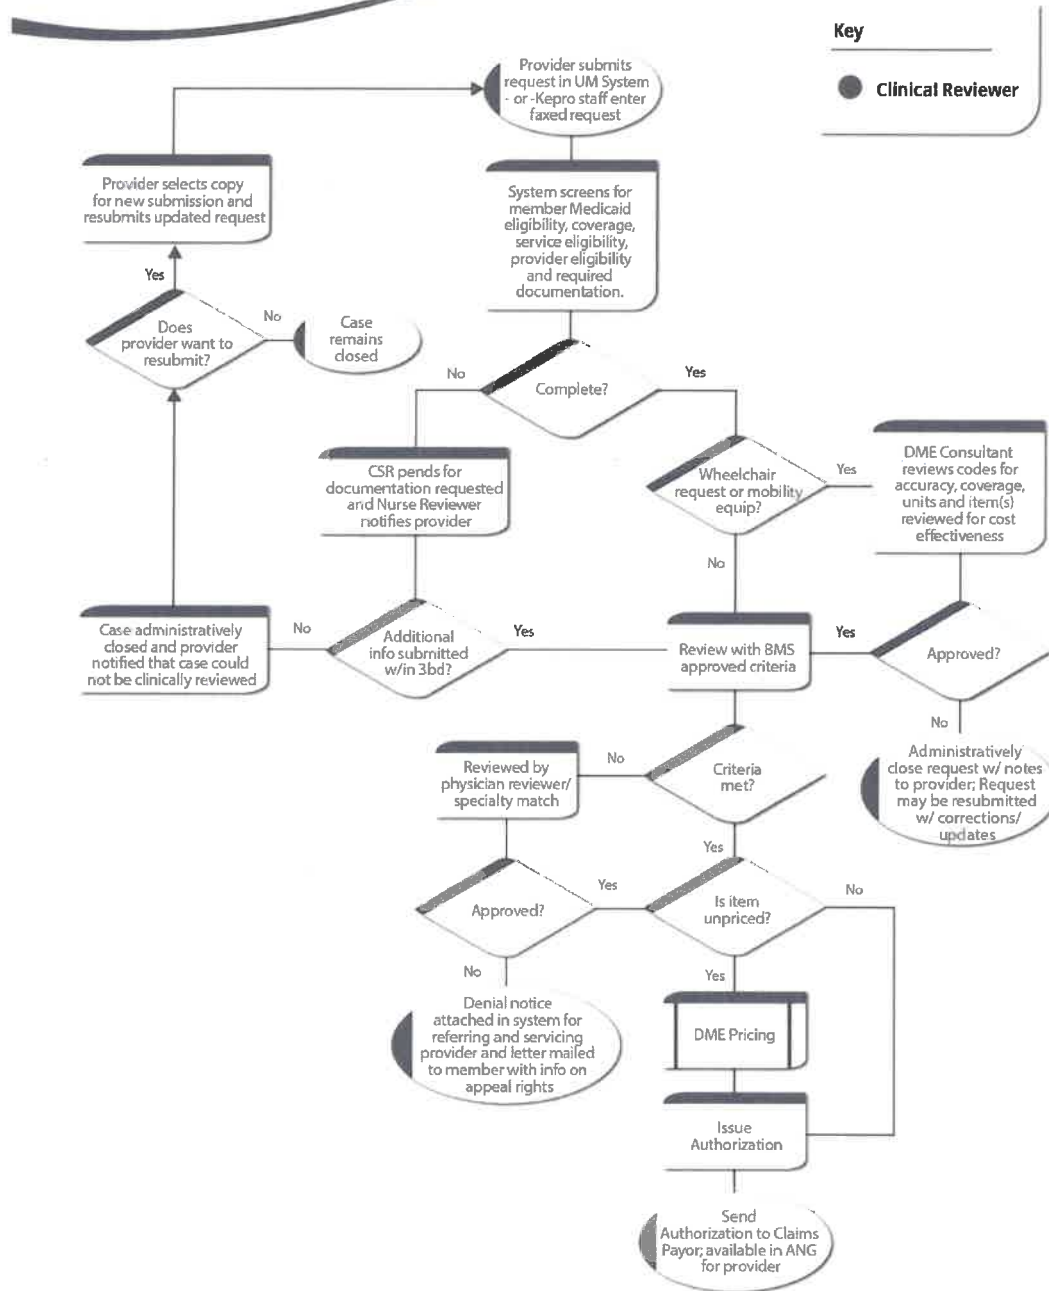 Key
Clinical Reviewer
Provider submits
request in UM System
- or -Kepro staff enter
faxed request
Provider selects copy
for new submission and
resubmits updated request
System screens for
member Medicaid
eligibility, coverage,
service eligibility,
provider eligibility
and required
documentation.
Yes
Does
provider want to
resubmit?
No
Case
remains
closed
No
Complete?
Yes
CSR pends for
documentation requested
and Nurse Reviewer
notifies provider
Wheelchair
request or mobility
equip?
Yes
DME Consultant
reviews codes for
accuracy, coverage,
units and item(s)
reviewed for cost
effectiveness
No
Case administratively
closed and provider
notified that case could
not be clinically reviewed
No
Additional
info submitted
w/in 3bd?
Yes
Review with BMS
approved criteria
Yes
Approved?
No
Administratively
close request w/ notes
to provider; Request
may be resubmitted
w/ corrections/
updates
Reviewed by
physician reviewer/
specialty match
No
Criteria
met?
Yes
Approved?
Yes
Is item
unpriced?
No
No
Yes
Denial notice
attached in system for
referring and servicing
provider and letter mailed
to member with info on
appeal rights
DME Pricing
Issue
Authorization
Send
Authorization to Claims
Payor; available in ANG
for provider